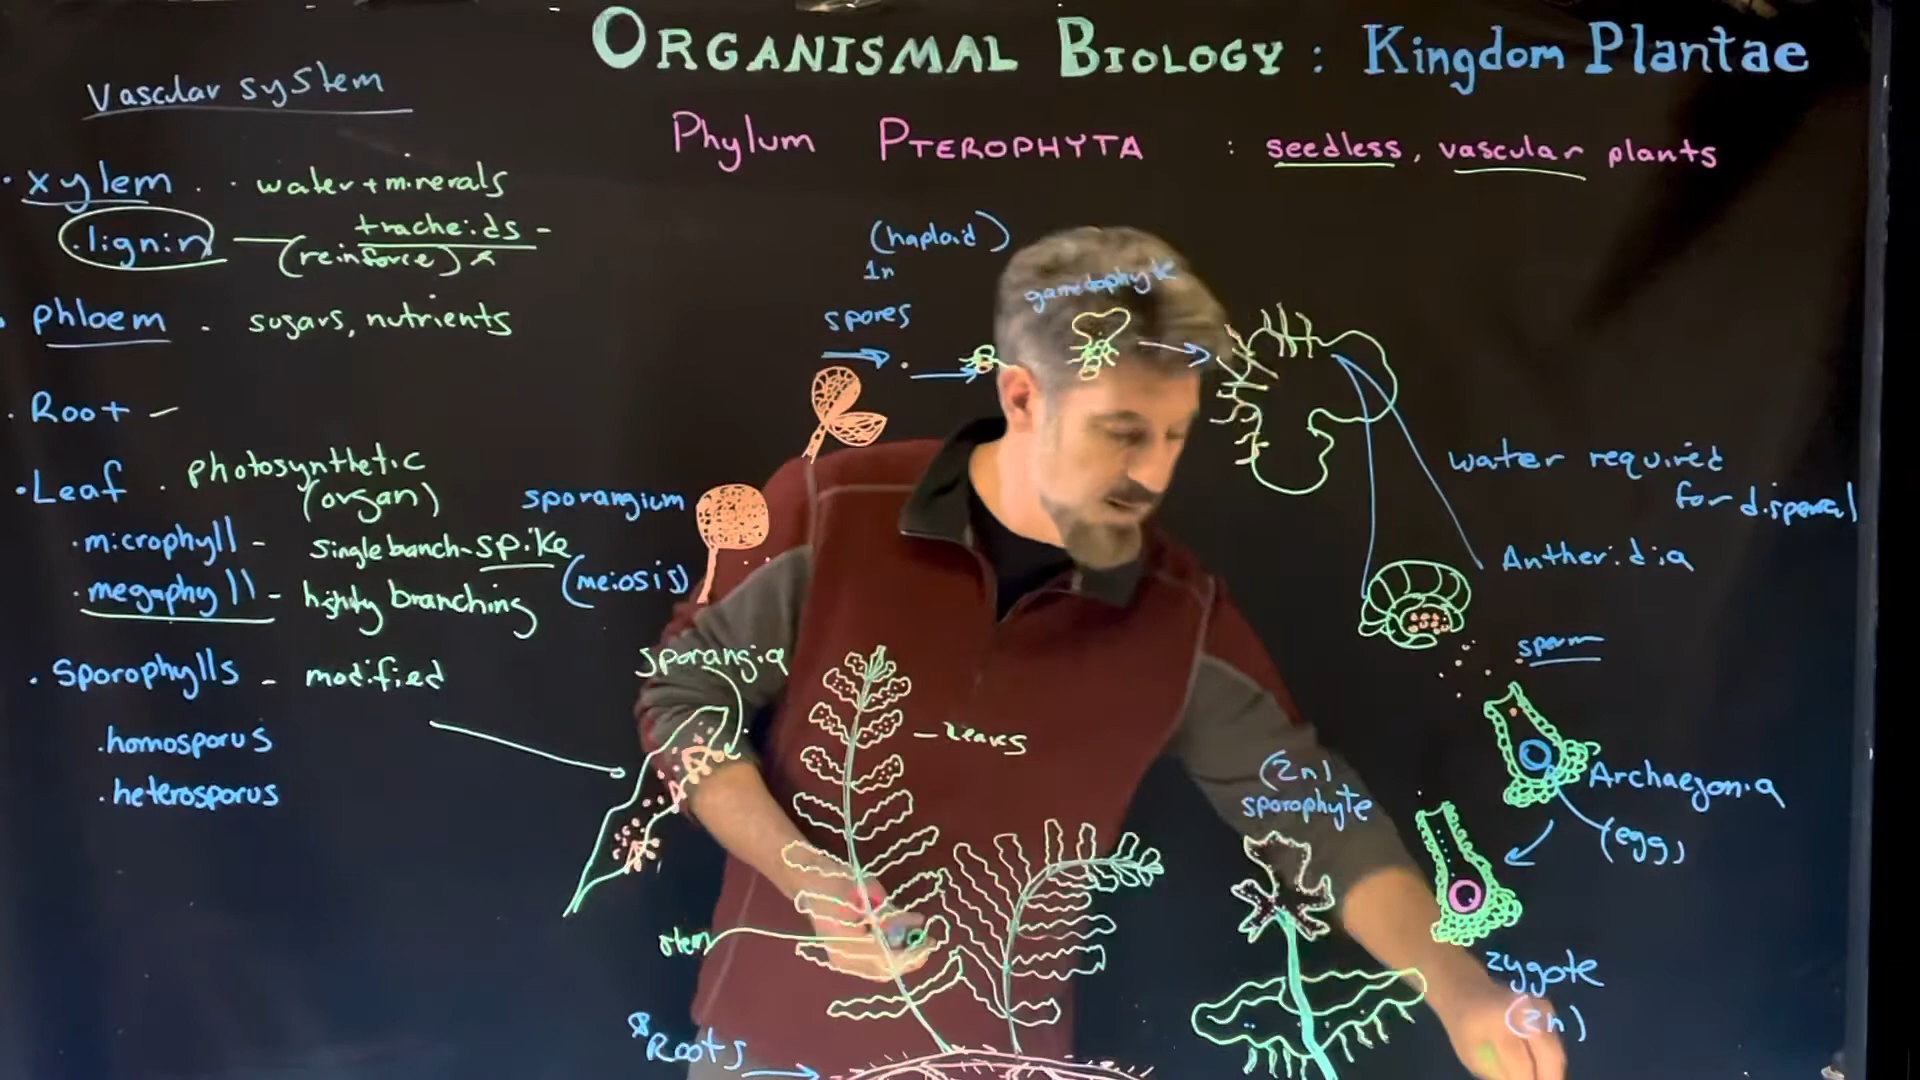 ORGANISMAL BIOLOGY : Kingdom Plantae
Phylum PTEROPHYTA : seedless, vascular plants
Vascular system
· xylem . · water + minerals
· lignin — tracheids -
(reinforce)
· phloem . sugars, nutrients
· Root —
· Leaf . photosynthetic
(organ)
· microphyll - single banch - spike
· megaphyll - highly branching
· Sporophylls - modified
· homosporus
· heterosporus
(haploid)
1n
spores
gametophyte
sporangium
(meiosis)
sporangia
- Leaves
stem
Roots
water required
for dispersal
Antheridia
sperm
Archaegonia
(egg)
zygote
(2n)
(2n)
sporophyte